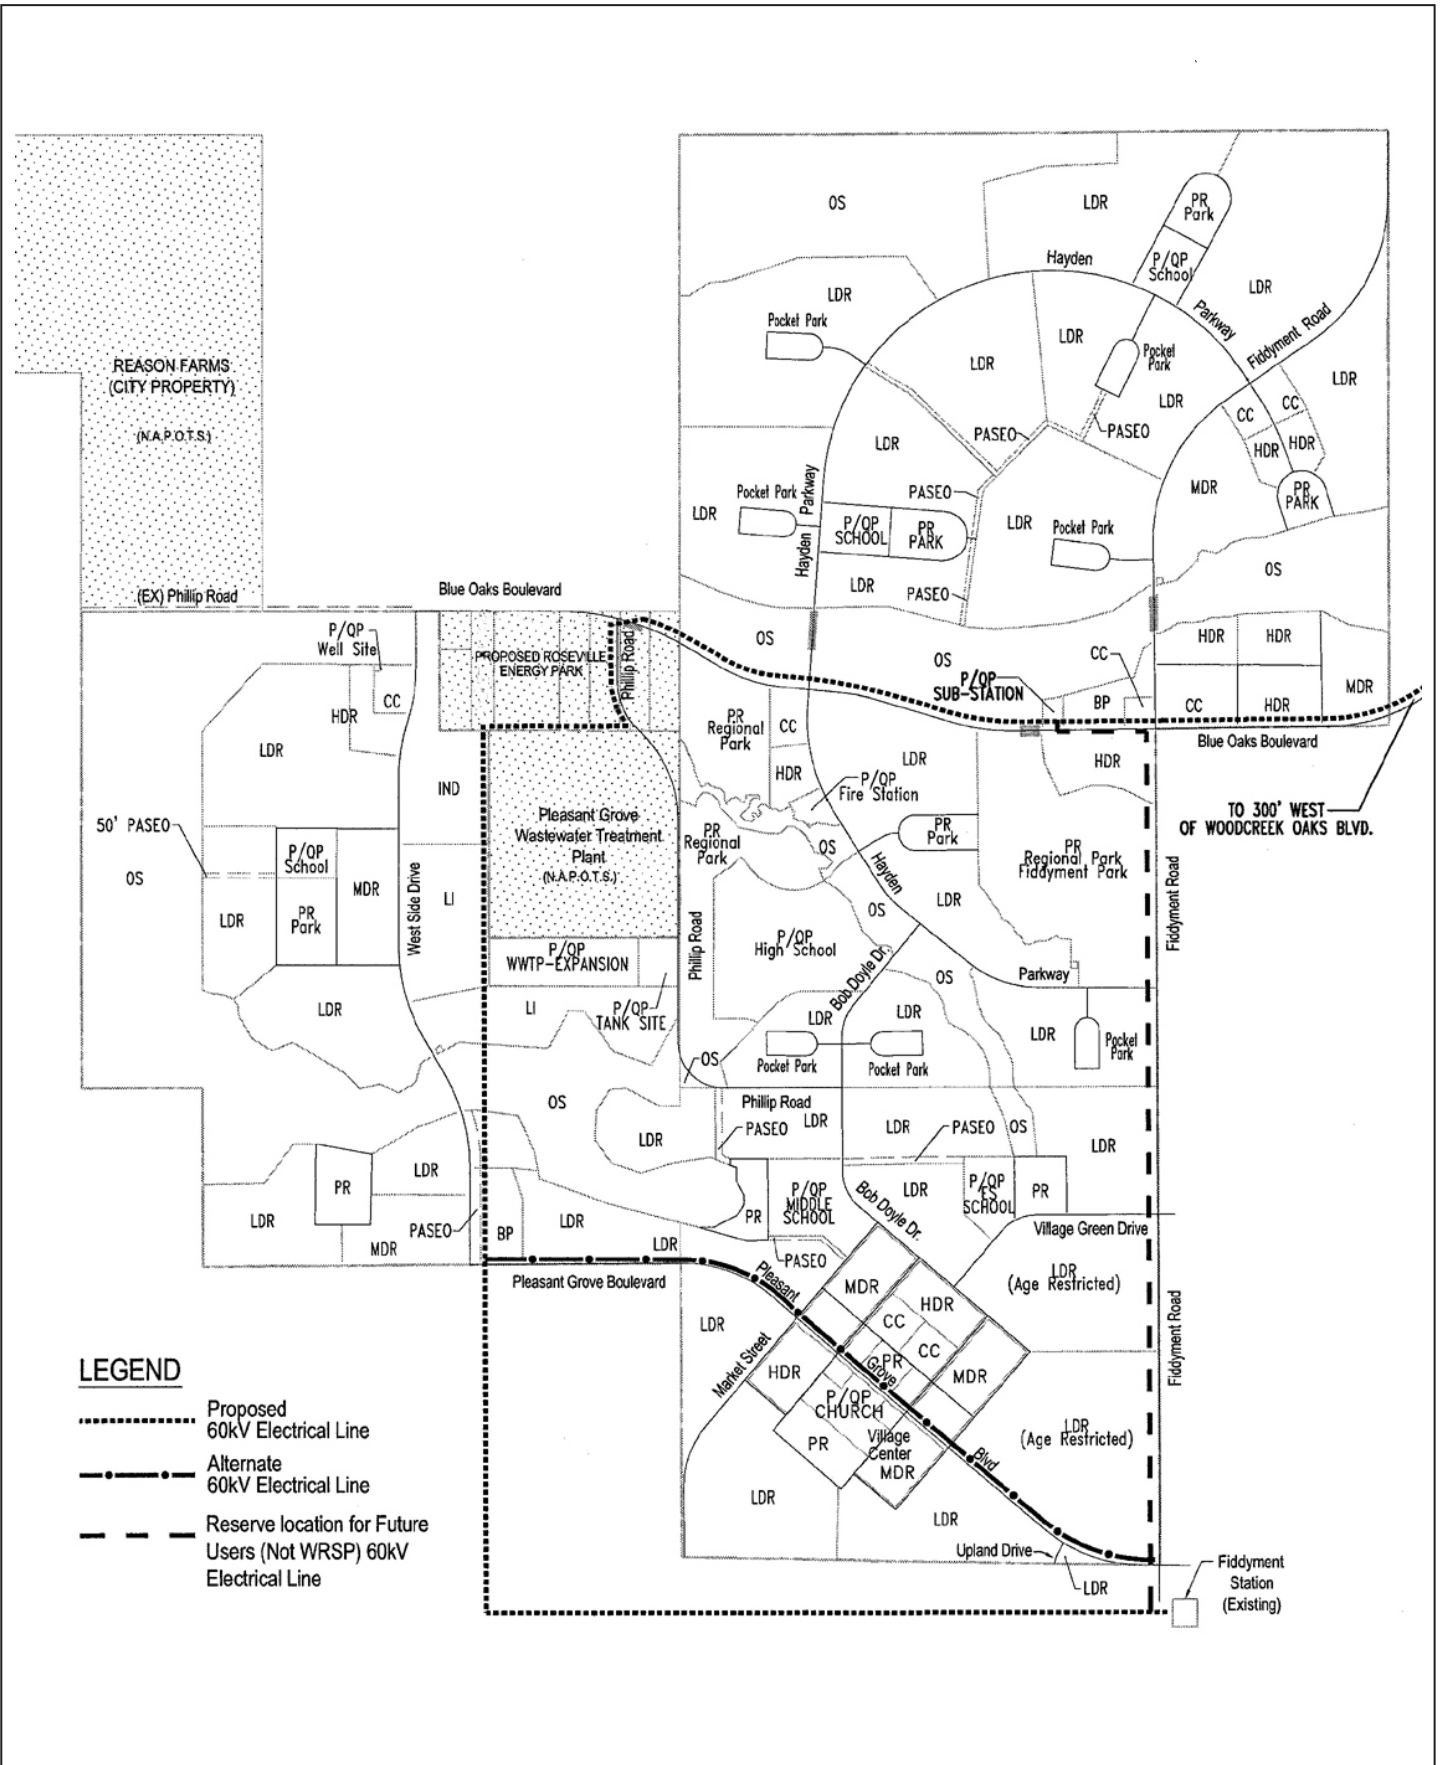 OS
LDR
PR
Park
P/QP
School
Hayden
Parkway
LDR
Fiddyment Road
LDR
Pocket Park
LDR
LDR
Pocket
Park
LDR
LDR
CC
CC
HDR
HDR
PASEO
PASEO
LDR
REASON FARMS
(CITY PROPERTY)
(N.A.P.O.T.S.)
Hayden Parkway
Pocket Park
PASEO
MDR
PR
PARK
LDR
P/QP
SCHOOL
PR
PARK
LDR
Pocket Park
LDR
PASEO
OS
(EX) Phillip Road
Blue Oaks Boulevard
P/QP
Well Site
OS
OS
HDR
HDR
CC
PROPOSED ROSEVILLE
ENERGY PARK
Phillip Road
P/QP
SUB-STATION
BP
CC
HDR
MDR
CC
HDR
LDR
PR
Regional
Park
CC
HDR
LDR
HDR
Blue Oaks Boulevard
IND
P/QP
Fire Station
TO 300' WEST
OF WOODCREEK OAKS BLVD.
50' PASEO
OS
P/QP
School
MDR
LDR
PR
Park
West Side Drive
LI
Pleasant Grove
Wastewater Treatment
Plant
(N.A.P.O.T.S.)
PR
Regional
Park
OS
PR
Park
Hayden
LDR
PR
Regional Park
Fiddyment Park
Fiddyment Road
OS
P/QP
High School
Phillip Road
P/QP
WWTP-EXPANSION
Bob Doyle Dr.
OS
Parkway
LDR
LI
P/QP
TANK SITE
LDR
LDR
LDR
Pocket
Park
Pocket Park
Pocket Park
OS
Phillip Road
OS
LDR
PASEO
LDR
LDR
PASEO
OS
LDR
PR
LDR
LDR
MDR
PASEO
BP
LDR
LDR
PR
P/QP
MIDDLE
SCHOOL
LDR
P/QP
ES
SCHOOL
PR
Bob Doyle Dr.
Village Green Drive
PASEO
Pleasant Grove Boulevard
Pleasant
Grove
Blvd
MDR
HDR
LDR
(Age Restricted)
CC
CC
PR
MDR
LDR
Market Street
HDR
P/QP
CHURCH
PR
Village
Center
MDR
Fiddyment Road
LDR
(Age Restricted)
LDR
LDR
Upland Drive
LDR
Fiddyment
Station
(Existing)
LEGEND
Proposed
60kV Electrical Line
Alternate
60kV Electrical Line
Reserve location for Future
Users (Not WRSP) 60kV
Electrical Line